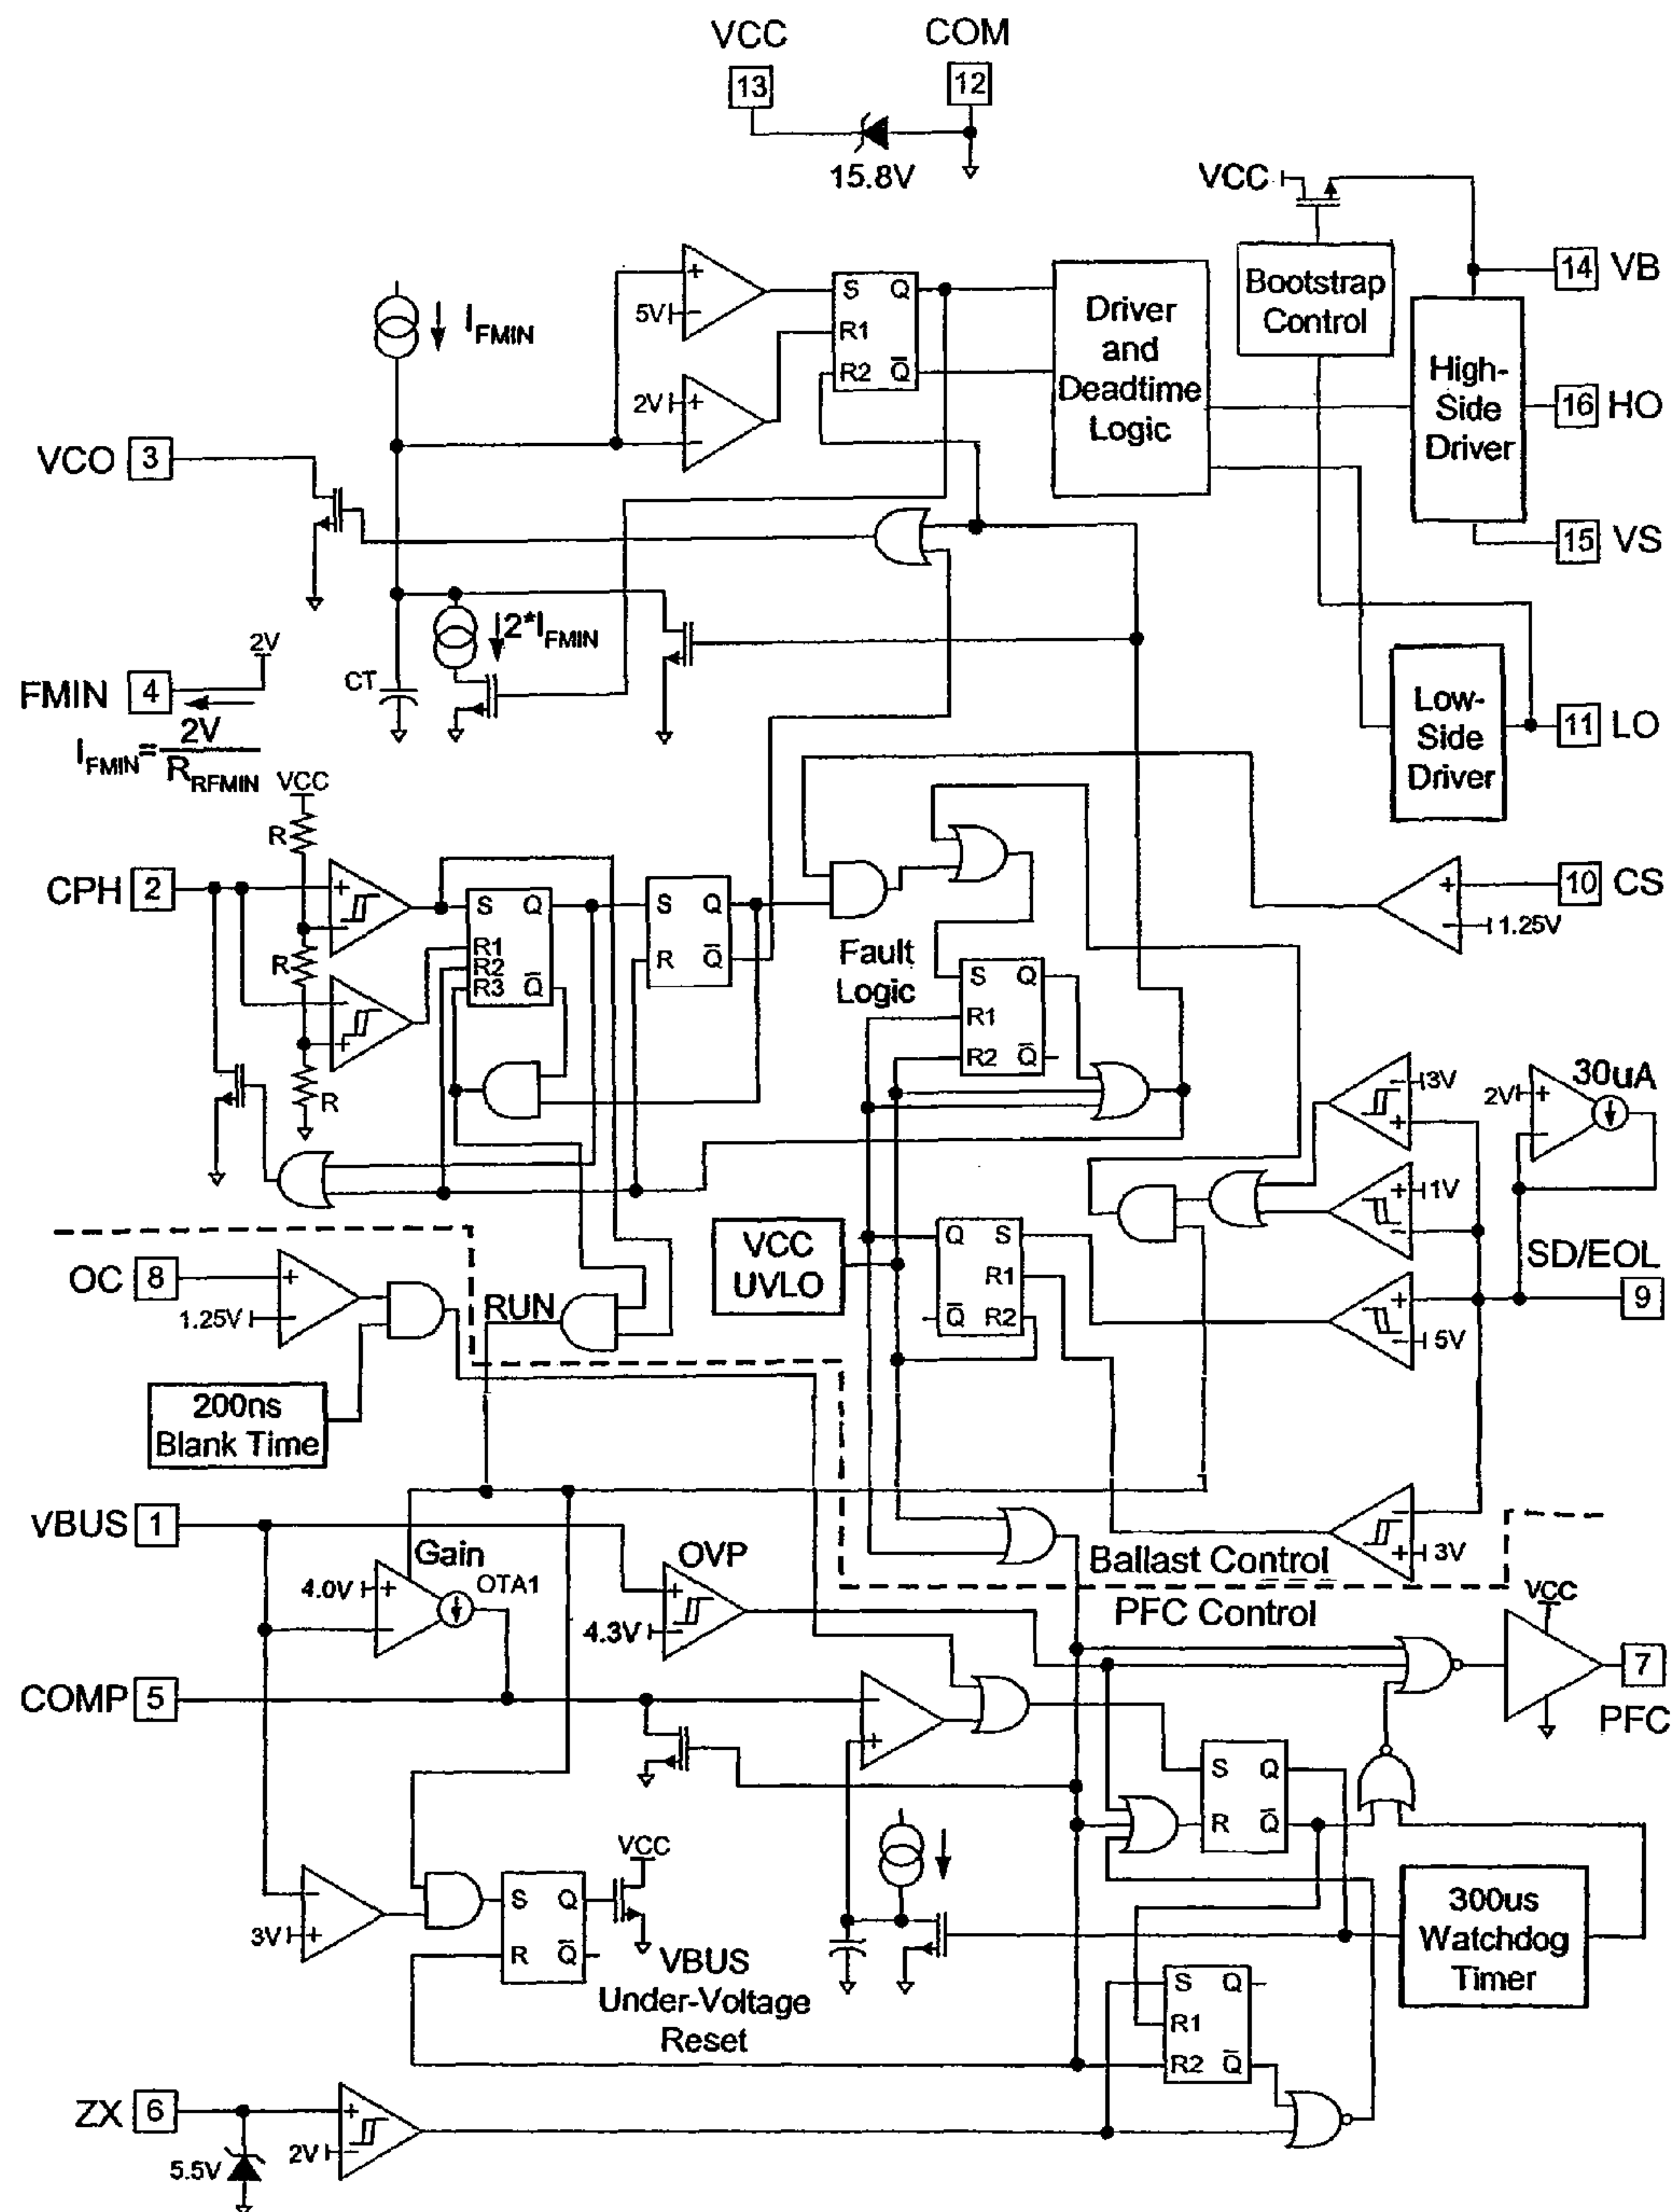 VCC
COM
13
12
15.8V
VCC
Bootstrap
Control
14 VB
High-
Side
Driver
16 HO
15 VS
I_FMIN
5V
+
-
2V
+
-
S Q
R1
R2 Q̅
Driver
and
Deadtime
Logic
VCO 3
2*I_FMIN
CT
2V
FMIN 4
I_FMIN = 2V / R_RFMIN
Low-
Side
Driver
11 LO
VCC
R
R
R
CPH 2
+
-
-
+
S Q
R1
R2
R3 Q̅
S Q
R Q̅
Fault
Logic
S Q
R1
R2 Q̅
+
-
1.25V
10 CS
3V
-
+
1V
+
-
5V
+
-
3V
-
+
2V
+
-
30uA
SD/EOL
9
VCC
UVLO
Q S
R1
Q̅ R2
OC 8
+
-
1.25V
200ns
Blank Time
RUN
Ballast Control
PFC Control
VBUS 1
Gain
4.0V
+
-
OTA1
OVP
+
-
4.3V
COMP 5
-
+
VCC
7
PFC
S Q
R Q̅
300us
Watchdog
Timer
-
+
3V
S Q
R Q̅
VCC
VBUS
Under-Voltage
Reset
S Q
R1
R2 Q̅
ZX 6
5.5V
+
-
2V